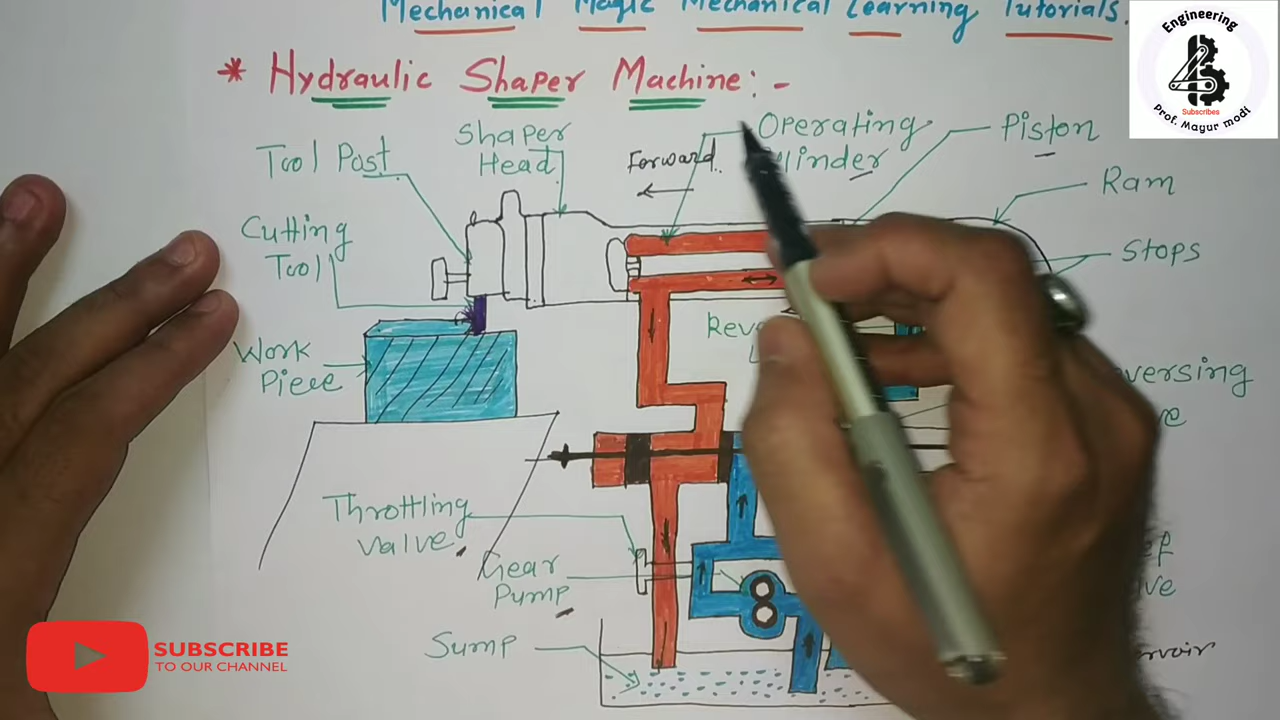 Mechanical Magic Mechanical Learning Tutorials.
* Hydraulic Shaper Machine:-
Engineering
Subscribes
Prof. Mayur modi
Tool Post
Shaper
Head
Forward..
Operating
Piston
Ram
Stops
Cutting
Tool
Work
Piece
Throttling
valve
Gear
Pump
Sump
SUBSCRIBE
TO OUR CHANNEL